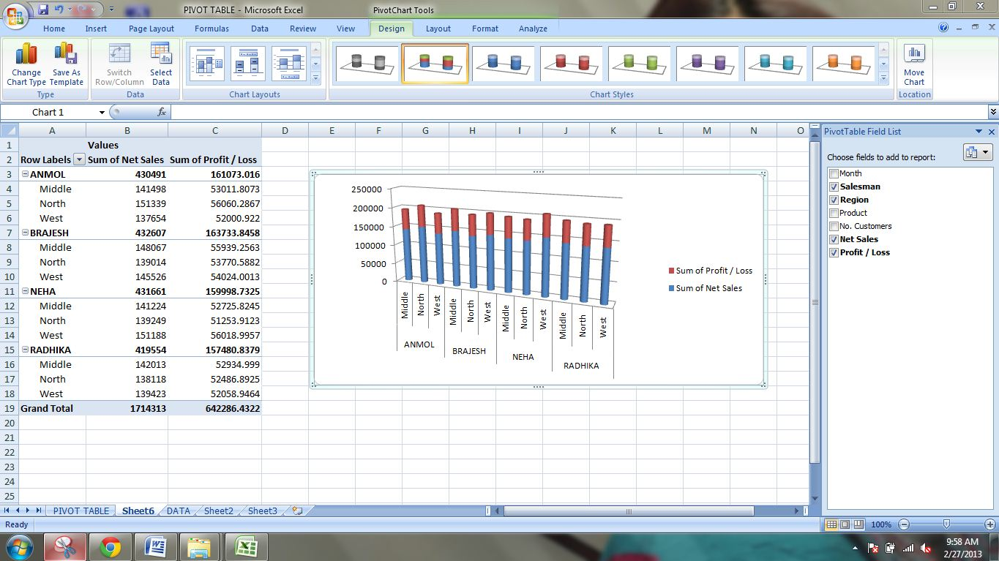 PIVOT TABLE - Microsoft Excel
PivotChart Tools
Home Insert Page Layout Formulas Data Review View Design Layout Format Analyze
Change Chart Type
Save As Template
Switch Row/Column
Select Data
Move Chart
Type Data Chart Layouts Chart Styles Location
Chart 1 fx
A B C D E F G H I J K L M N O
1 Values
2 Row Labels Sum of Net Sales Sum of Profit / Loss
3 ANMOL 430491 161073.016
4 Middle 141498 53011.8073
5 North 151339 56060.2867
6 West 137654 52000.922
7 BRAJESH 432607 163733.8458
8 Middle 148067 55939.2563
9 North 139014 53770.5882
10 West 145526 54024.0013
11 NEHA 431661 159998.7325
12 Middle 141224 52725.8245
13 North 139249 51253.9123
14 West 151188 56018.9957
15 RADHIKA 419554 157480.8379
16 Middle 142013 52934.999
17 North 138118 52486.8925
18 West 139423 52058.9464
19 Grand Total 1714313 642286.4322
20
21
22
23
24
25
250000
200000
150000
100000
50000
0
Middle North West Middle North West Middle North West Middle North West
ANMOL BRAJESH NEHA RADHIKA
Sum of Profit / Loss
Sum of Net Sales
PivotTable Field List
Choose fields to add to report:
Month
Salesman
Region
Product
No. Customers
Net Sales
Profit / Loss
PIVOT TABLE Sheet6 DATA Sheet2 Sheet3
Ready 100%
9:58 AM
2/27/2013